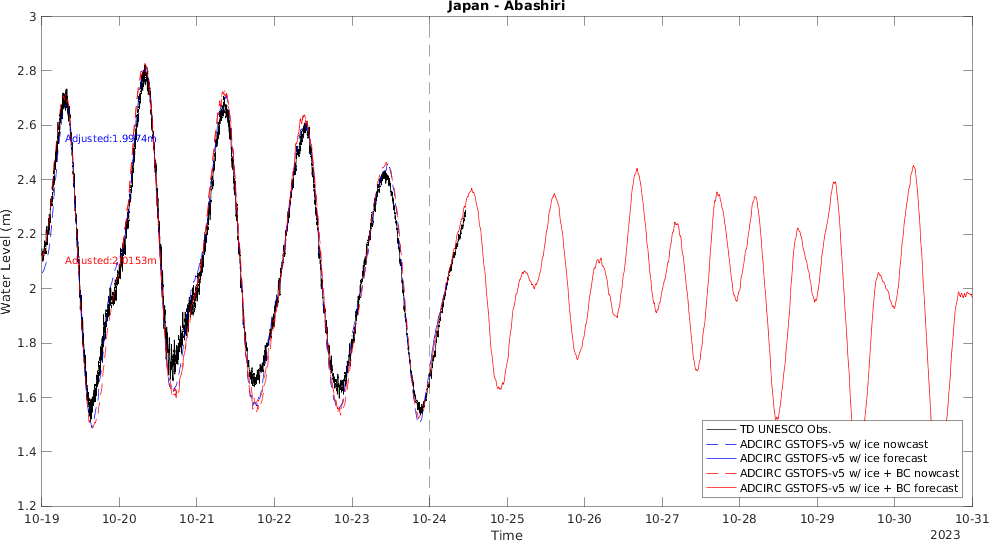 Japan - Abashiri
3
2.8
2.6
2.4
2.2
2
1.8
1.6
1.4
1.2
Water Level (m)
Adjusted:1.9974m
Adjusted:2.0153m
TD UNESCO Obs.
ADCIRC GSTOFS-v5 w/ ice nowcast
ADCIRC GSTOFS-v5 w/ ice forecast
ADCIRC GSTOFS-v5 w/ ice + BC nowcast
ADCIRC GSTOFS-v5 w/ ice + BC forecast
10-19 10-20 10-21 10-22 10-23 10-24 10-25 10-26 10-27 10-28 10-29 10-30 10-31
Time
2023